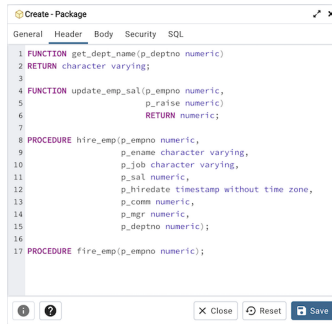 Create - Package
General Header Body Security SQL
1 FUNCTION get_dept_name(p_deptno numeric)
2 RETURN character varying;
3
4 FUNCTION update_emp_sal(p_empno numeric,
5 p_raise numeric)
6 RETURN numeric;
7
8 PROCEDURE hire_emp(p_empno numeric,
9 p_ename character varying,
10 p_job character varying,
11 p_sal numeric,
12 p_hiredate timestamp without time zone,
13 p_comm numeric,
14 p_mgr numeric,
15 p_deptno numeric);
16
17 PROCEDURE fire_emp(p_empno numeric);
Close Reset Save